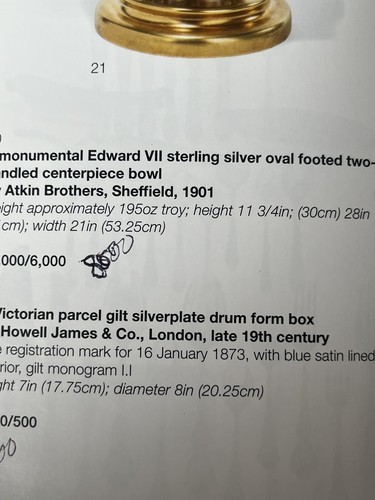 21
monumental Edward VII sterling silver oval footed two-
ndled centerpiece bowl
Atkin Brothers, Sheffield, 1901
ight approximately 195oz troy; height 11 3/4in; (30cm) 28in
cm); width 21in (53.25cm)
000/6,000
Victorian parcel gilt silverplate drum form box
Howell James & Co., London, late 19th century
e registration mark for 16 January 1873, with blue satin lined
rior, gilt monogram I.I
ght 7in (17.75cm); diameter 8in (20.25cm)
0/500